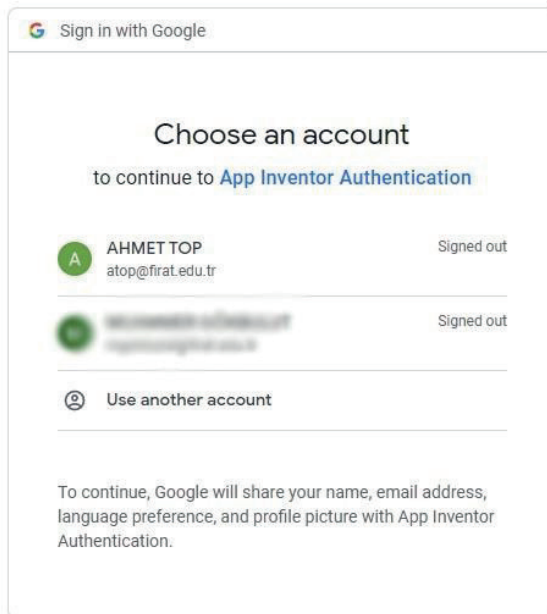 Sign in with Google
Choose an account
to continue to App Inventor Authentication
A
AHMET TOP
Signed out
atop@firat.edu.tr
Signed out
Use another account
To continue, Google will share your name, email address,
language preference, and profile picture with App Inventor
Authentication.